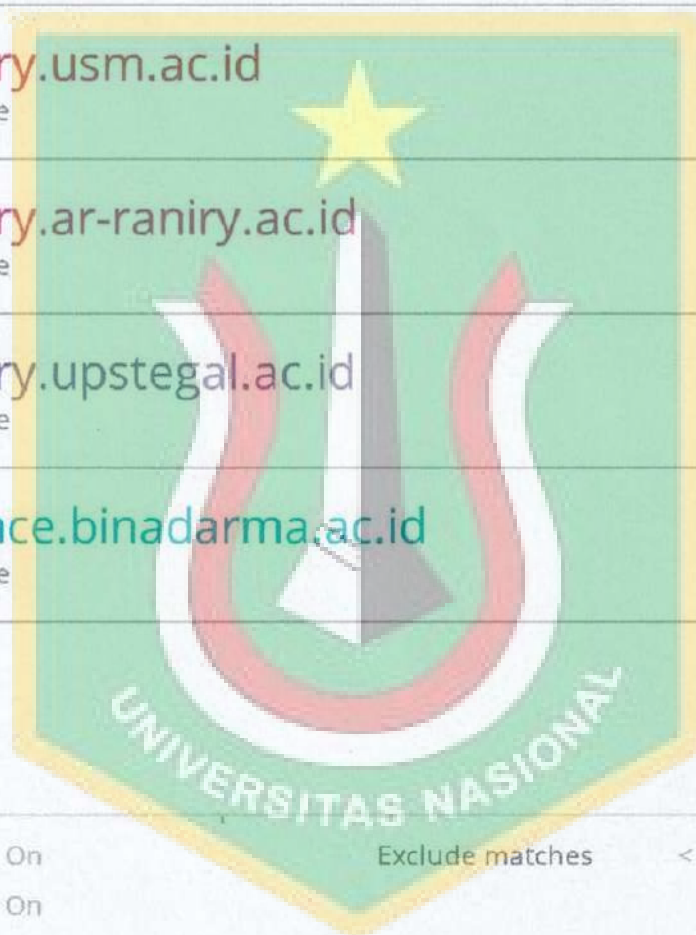 ry.usm.ac.id
e
ry.ar-raniry.ac.id
e
ry.upstegal.ac.id
e
ce.binadarma.ac.id
e
UNIVERSITAS NASIONAL
On Exclude matches <
On